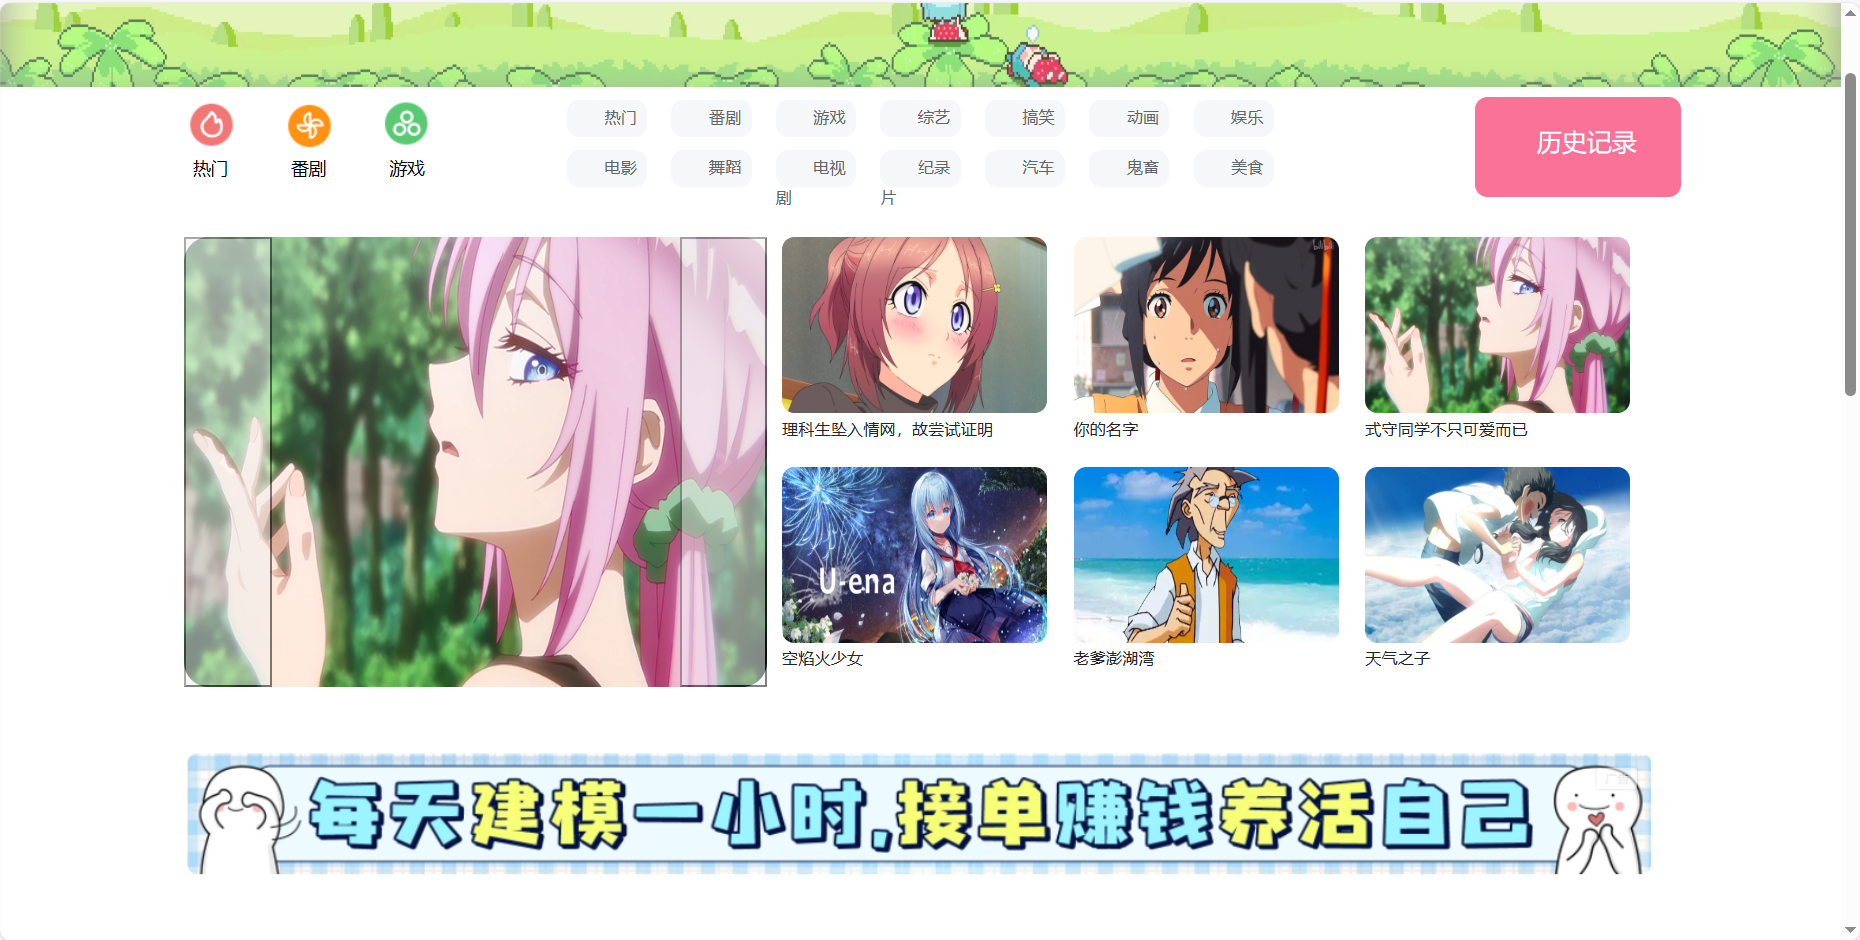 热门
番剧
游戏
热门
番剧
游戏
综艺
搞笑
动画
娱乐
电影
舞蹈
电视
剧
纪录
片
汽车
鬼畜
美食
历史记录
理科生坠入情网，故尝试证明
你的名字
式守同学不只可爱而已
U-ena
空焰火少女
老爹澎湖湾
天气之子
每天建模一小时,接单赚钱养活自己
广告